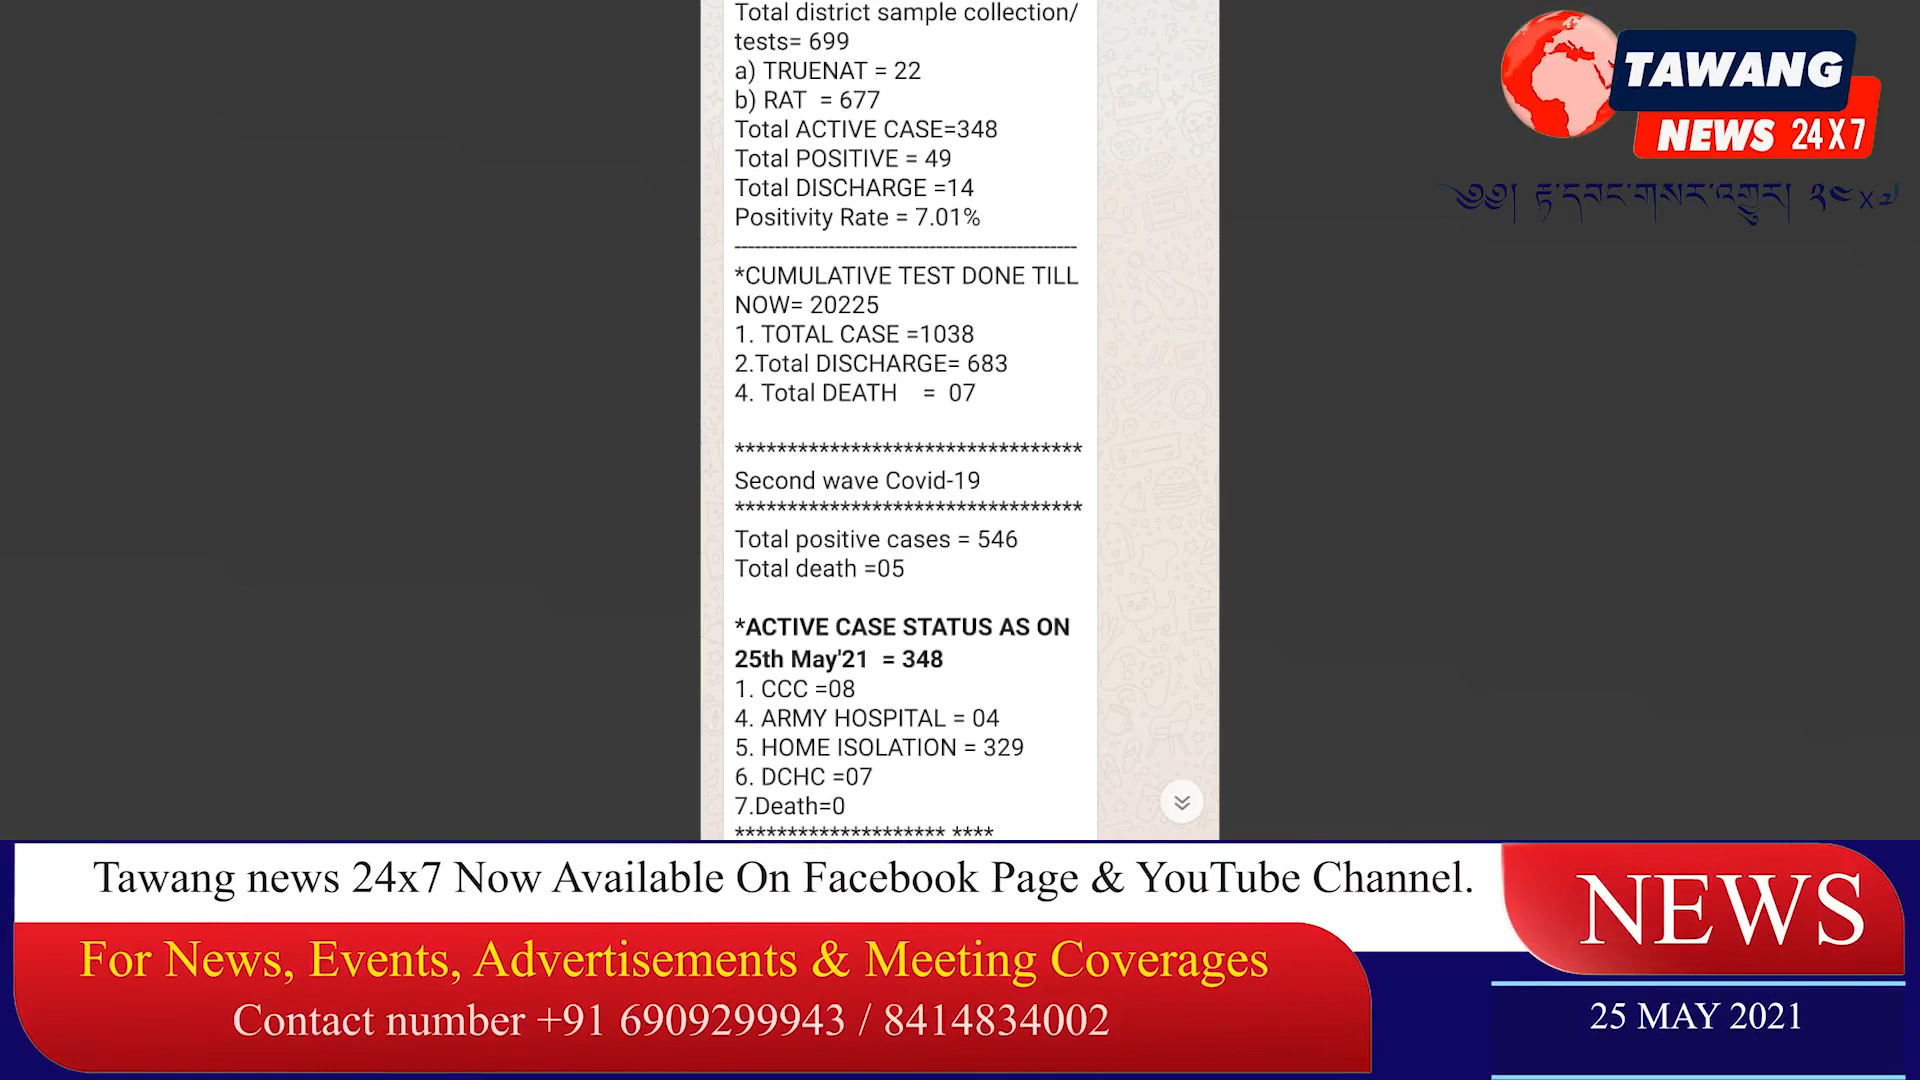 Total district sample collection/
tests= 699
a) TRUENAT = 22
b) RAT  = 677
Total ACTIVE CASE=348
Total POSITIVE = 49
Total DISCHARGE =14
Positivity Rate = 7.01%
----------------------------------------------------
*CUMULATIVE TEST DONE TILL
NOW= 20225
1. TOTAL CASE =1038
2.Total DISCHARGE= 683
4. Total DEATH    =  07
*********************************
Second wave Covid-19
*********************************
Total positive cases = 546
Total death =05
*ACTIVE CASE STATUS AS ON
25th May'21  = 348
1. CCC =08
4. ARMY HOSPITAL = 04
5. HOME ISOLATION = 329
6. DCHC =07
7.Death=0
******************** ****
TAWANG
NEWS 24X7
༄༅། རྟ་དབང་གསར་འགྱུར། ༢༤x༧
Tawang news 24x7 Now Available On Facebook Page & YouTube Channel.
For News, Events, Advertisements & Meeting Coverages
Contact number +91 6909299943 / 8414834002
NEWS
25 MAY 2021